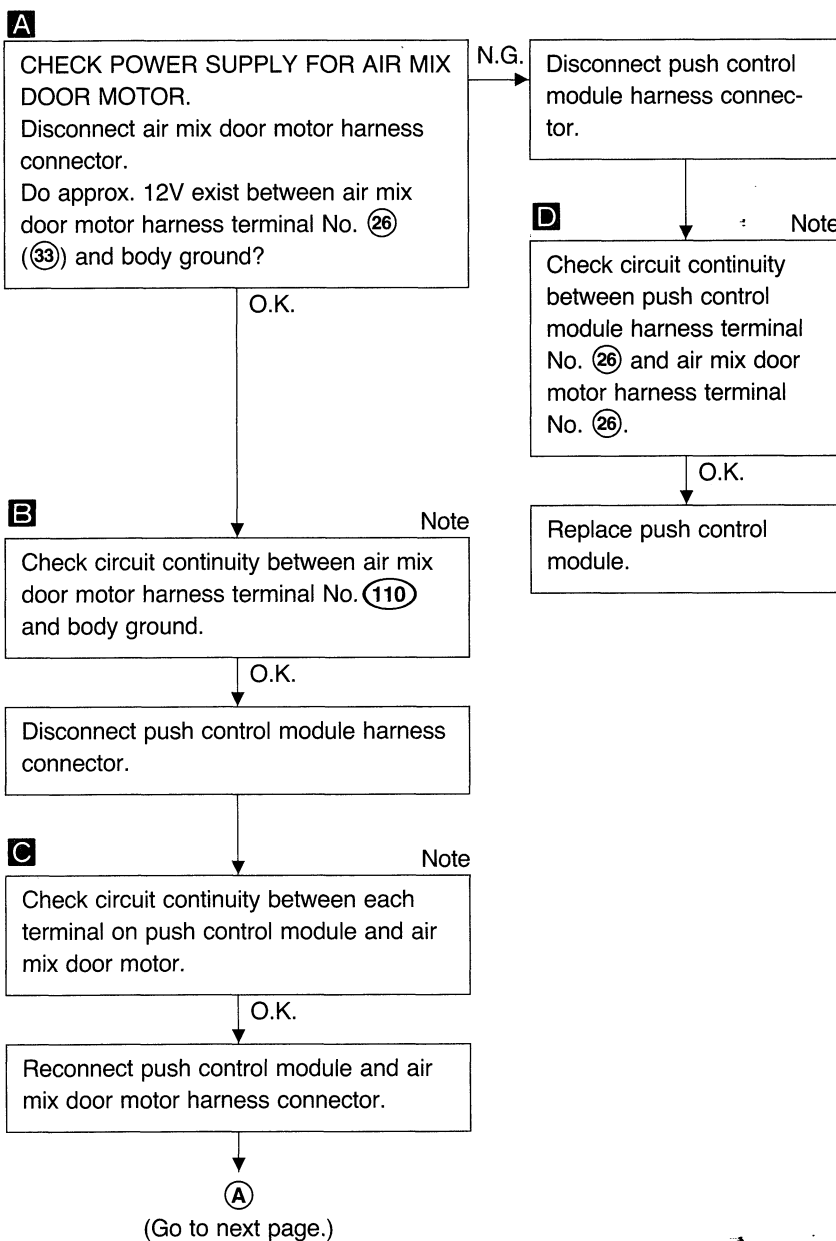 A
CHECK POWER SUPPLY FOR AIR MIX
DOOR MOTOR.
Disconnect air mix door motor harness
connector.
Do approx. 12V exist between air mix
door motor harness terminal No. 26
(33) and body ground?
N.G.
Disconnect push control
module harness connec-
tor.
O.K.
D
Note
Check circuit continuity
between push control
module harness terminal
No. 26 and air mix door
motor harness terminal
No. 26.
O.K.
Replace push control
module.
B
Note
Check circuit continuity between air mix
door motor harness terminal No. 110
and body ground.
O.K.
Disconnect push control module harness
connector.
C
Note
Check circuit continuity between each
terminal on push control module and air
mix door motor.
O.K.
Reconnect push control module and air
mix door motor harness connector.
A
(Go to next page.)